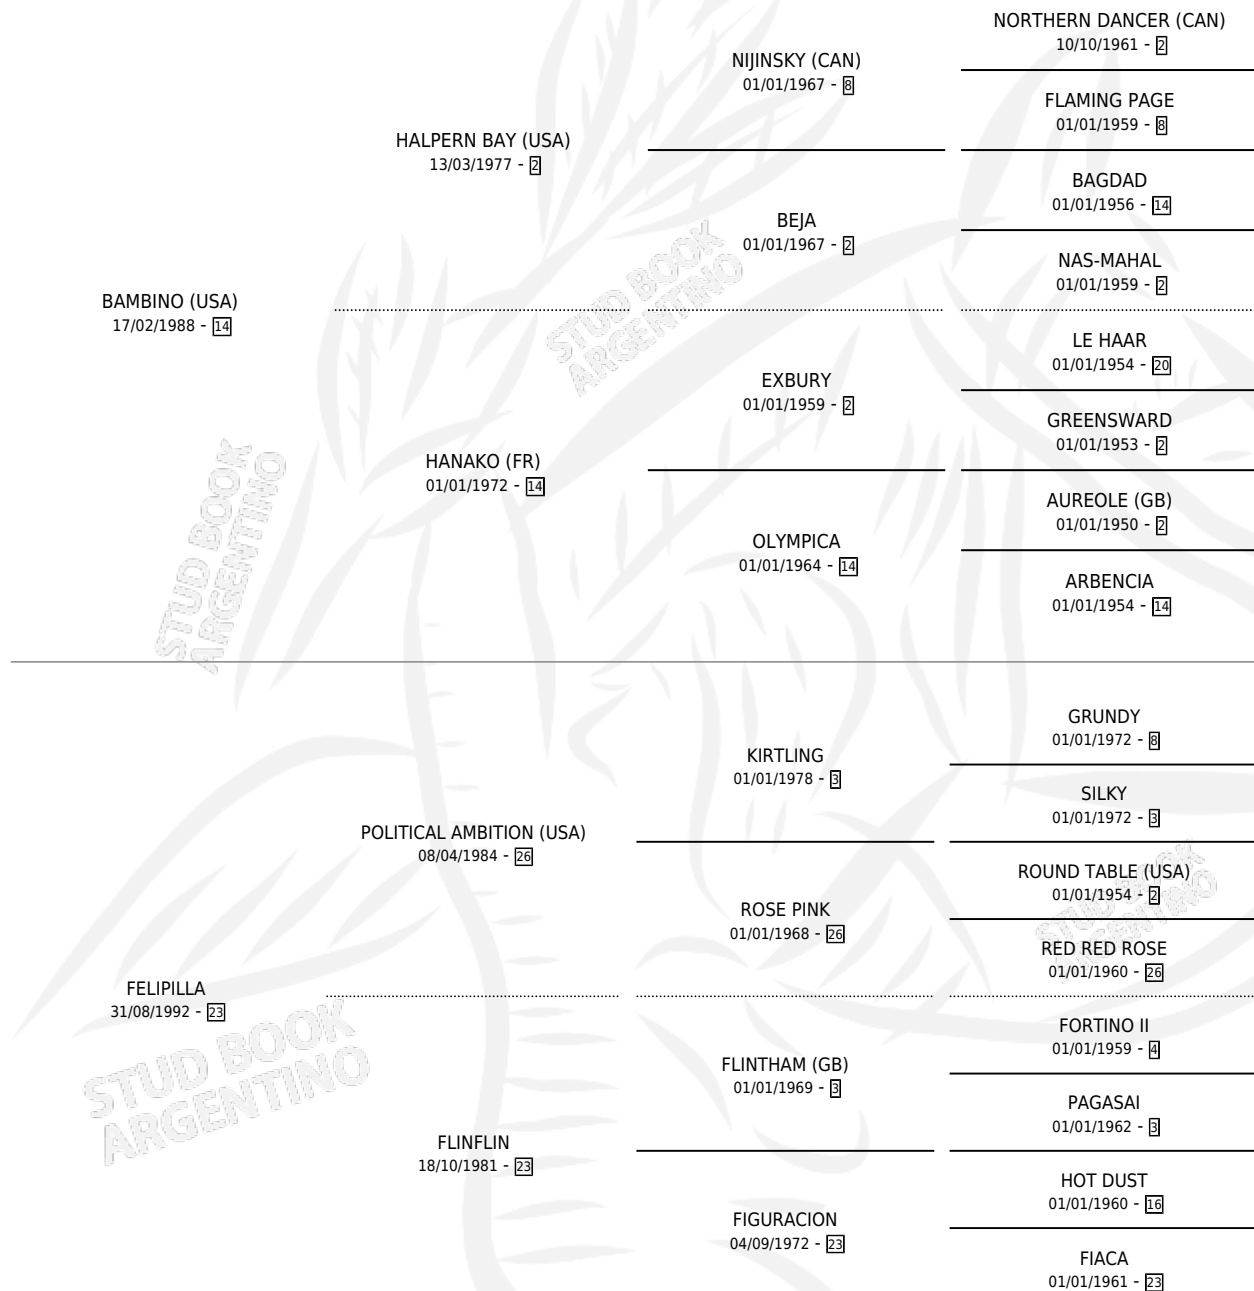 NORTHERN DANCER (CAN)
10/10/1961 - 2
NIJINSKY (CAN)
01/01/1967 - 8
FLAMING PAGE
01/01/1959 - 8
HALPERN BAY (USA)
13/03/1977 - 2
BAGDAD
01/01/1956 - 14
BEJA
01/01/1967 - 2
NAS-MAHAL
01/01/1959 - 2
BAMBINO (USA)
17/02/1988 - 14
LE HAAR
01/01/1954 - 20
EXBURY
01/01/1959 - 2
GREENSWARD
01/01/1953 - 2
HANAKO (FR)
01/01/1972 - 14
AUREOLE (GB)
01/01/1950 - 2
OLYMPICA
01/01/1964 - 14
ARBENCIA
01/01/1954 - 14
STUD BOOK
ARGENTINO
STUD BOOK
ARGENTINO
GRUNDY
01/01/1972 - 8
KIRTLING
01/01/1978 - 3
SILKY
01/01/1972 - 3
POLITICAL AMBITION (USA)
08/04/1984 - 26
ROUND TABLE (USA)
01/01/1954 - 2
ROSE PINK
01/01/1968 - 26
RED RED ROSE
01/01/1960 - 26
FELIPILLA
31/08/1992 - 23
FORTINO II
01/01/1959 - 4
FLINTHAM (GB)
01/01/1969 - 3
PAGASAI
01/01/1962 - 3
FLINFLIN
18/10/1981 - 23
HOT DUST
01/01/1960 - 16
FIGURACION
04/09/1972 - 23
FIACA
01/01/1961 - 23
STUD BOOK
ARGENTINO
STUD BOOK
ARGENTINO